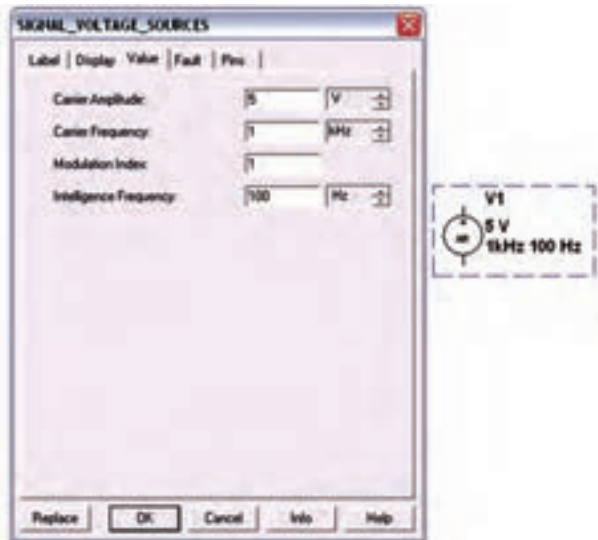 SIGNAL_VOLTAGE_SOURCES
Label Display Value Fault Pins
Carrier Amplitude: 5 V
Carrier Frequency: 1 kHz
Modulation Index: 1
Intelligence Frequency: 100 Hz
Replace OK Cancel Info Help
V1
5 V
1kHz 100 Hz